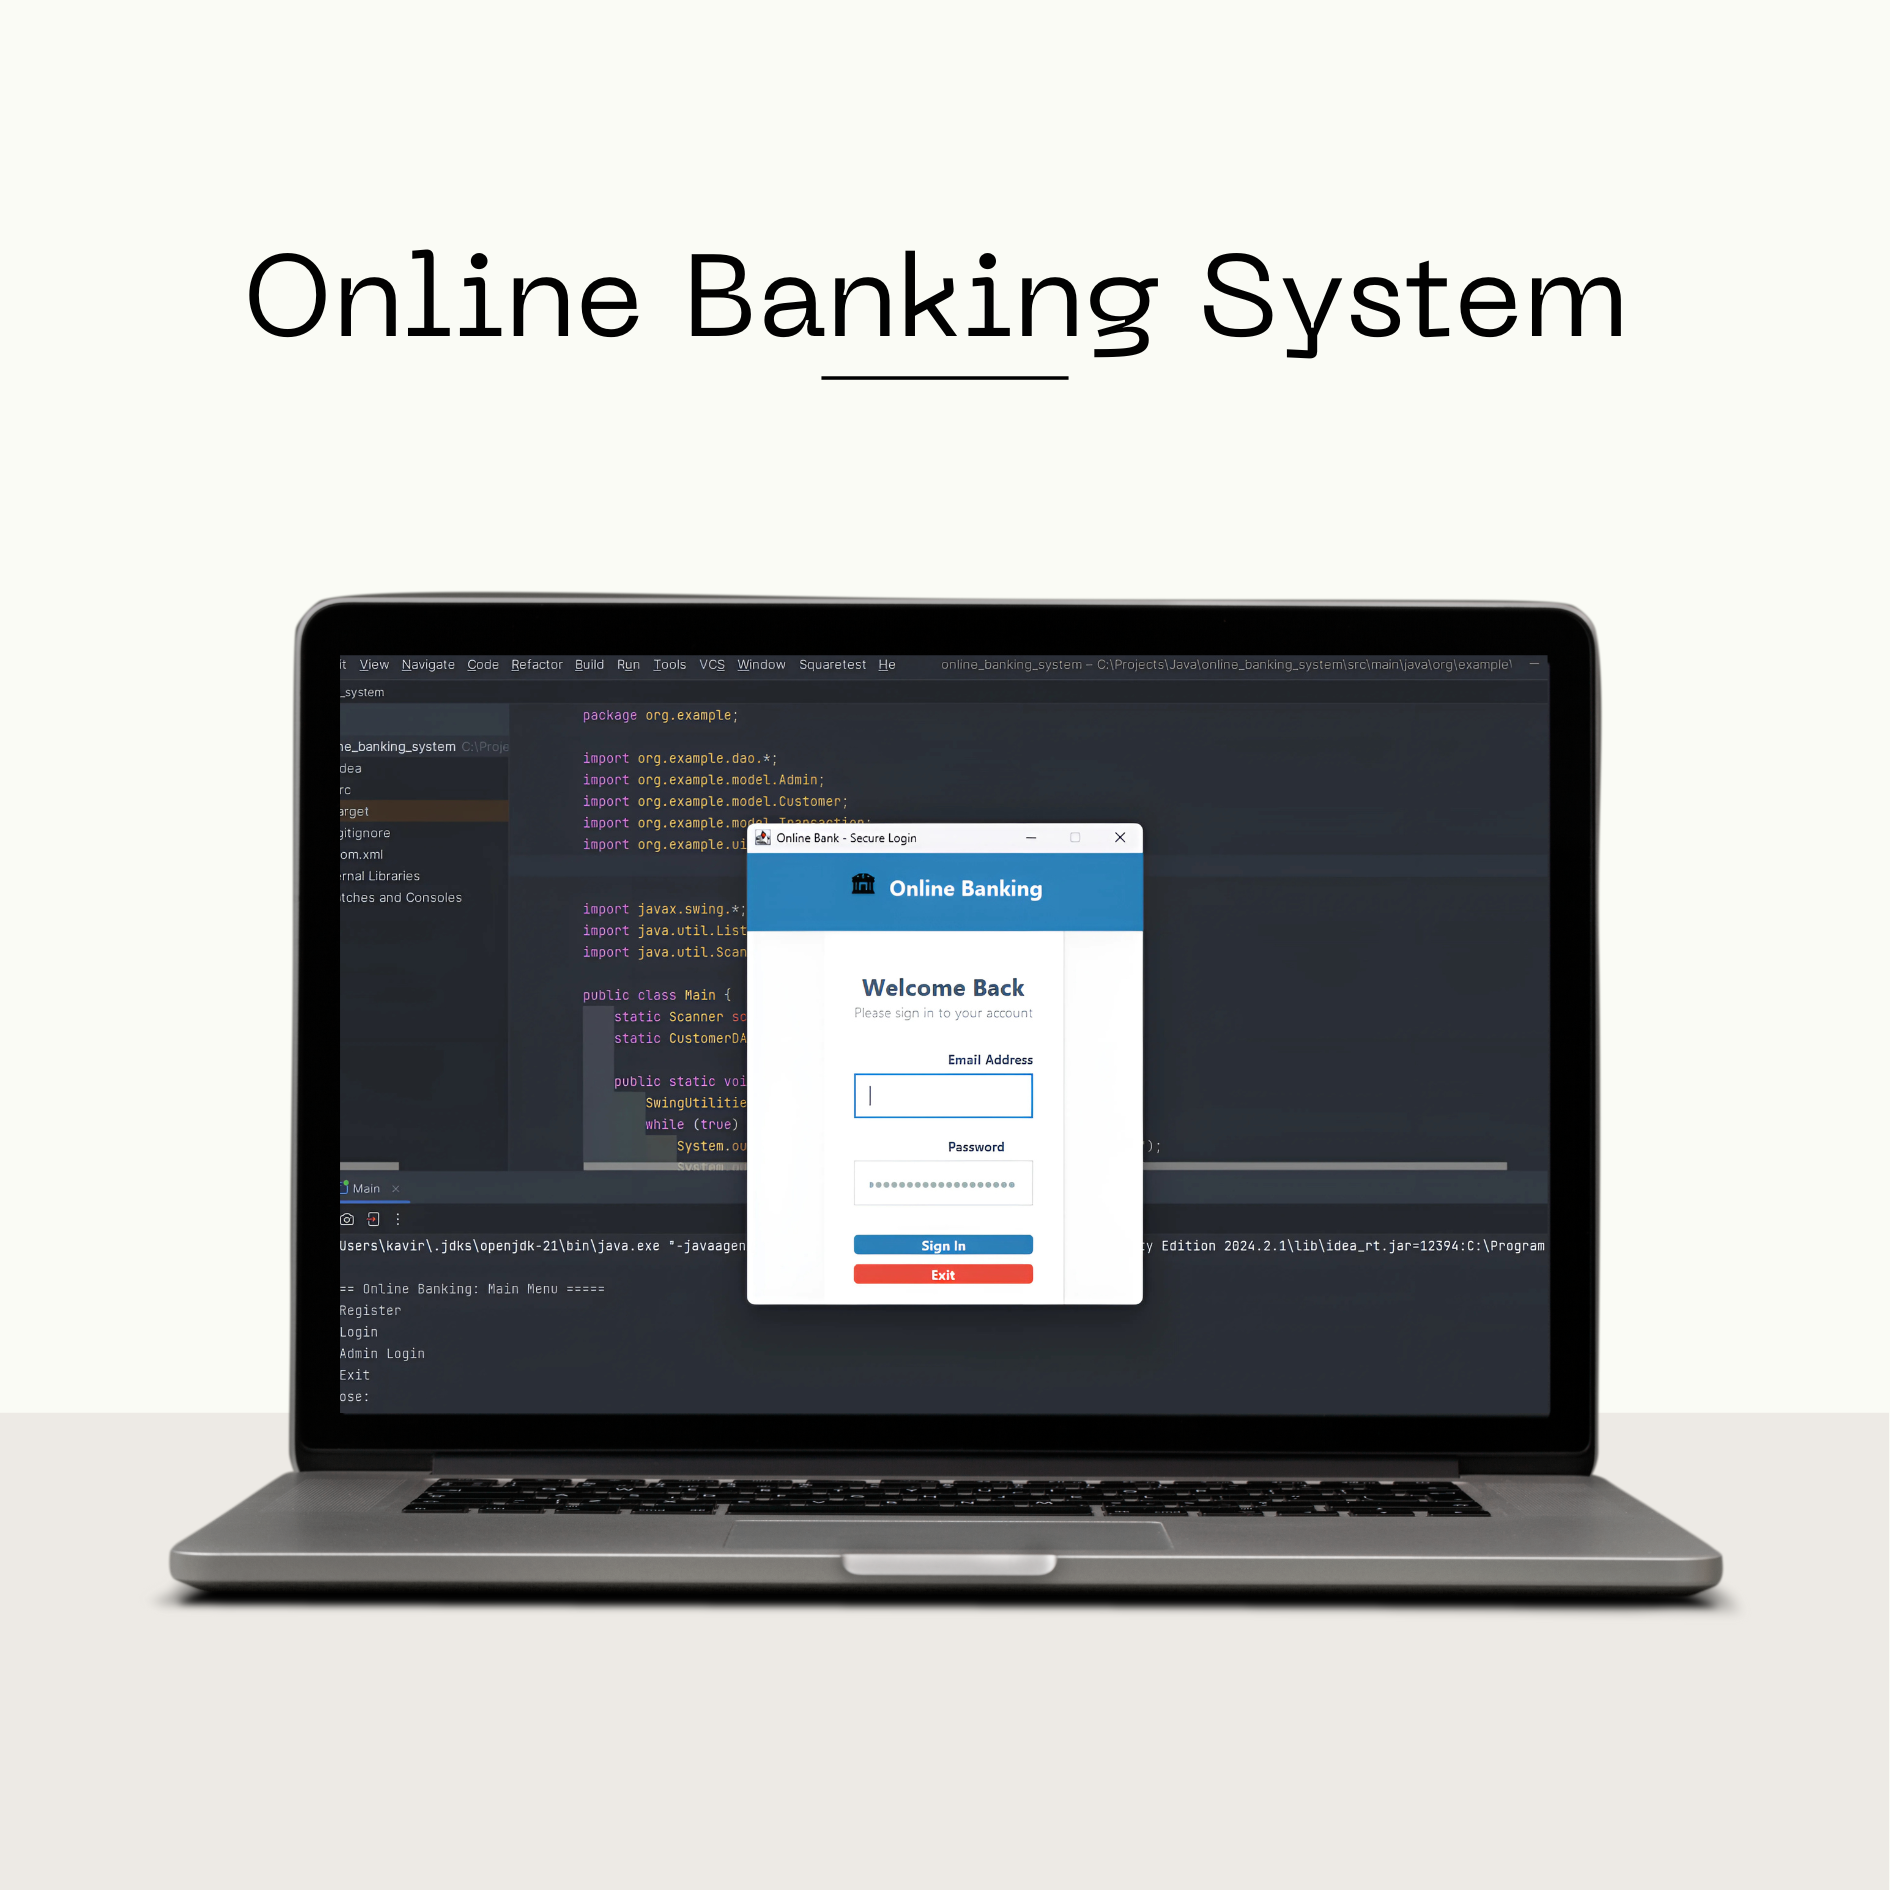 Online Banking System
it View Navigate Code Refactor Build Run Tools VCS Window Squaretest He online_banking_system – C:\Projects\Java\online_banking_system\src\main\java\org\example\
_system
ne_banking_system C:\Proje
dea
rc
arget
gitignore
om.xml
rnal Libraries
tches and Consoles
package org.example;
import org.example.dao.*;
import org.example.model.Admin;
import org.example.model.Customer;
import org.example.model.Transaction;
import org.example.ui
import javax.swing.*;
import java.util.List
import java.util.Scan
public class Main {
static Scanner sc
static CustomerDA
public static voi
SwingUtilitie
while (true)
System.ou ");
System.ou
Online Bank - Secure Login
Online Banking
Welcome Back
Please sign in to your account
Email Address
Password
Sign In
Exit
Main
Users\kavir\.jdks\openjdk-21\bin\java.exe "-javaagen ty Edition 2024.2.1\lib\idea_rt.jar=12394:C:\Program
== Online Banking: Main Menu =====
Register
Login
Admin Login
Exit
ose: